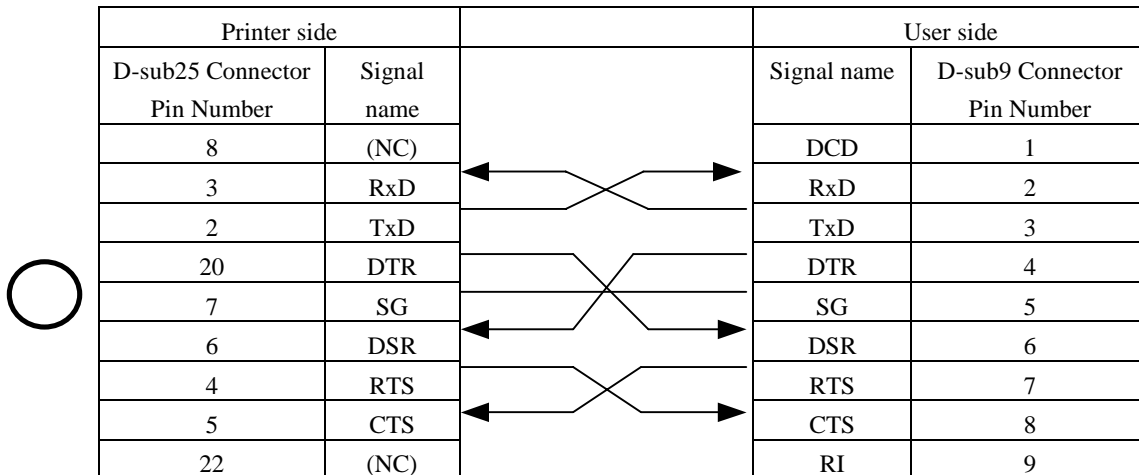 Printer side User side
D-sub25 Connector Signal Signal name D-sub9 Connector
Pin Number name Pin Number
8 (NC) DCD 1
3 RxD RxD 2
2 TxD TxD 3
20 DTR DTR 4
7 SG SG 5
6 DSR DSR 6
4 RTS RTS 7
5 CTS CTS 8
22 (NC) RI 9